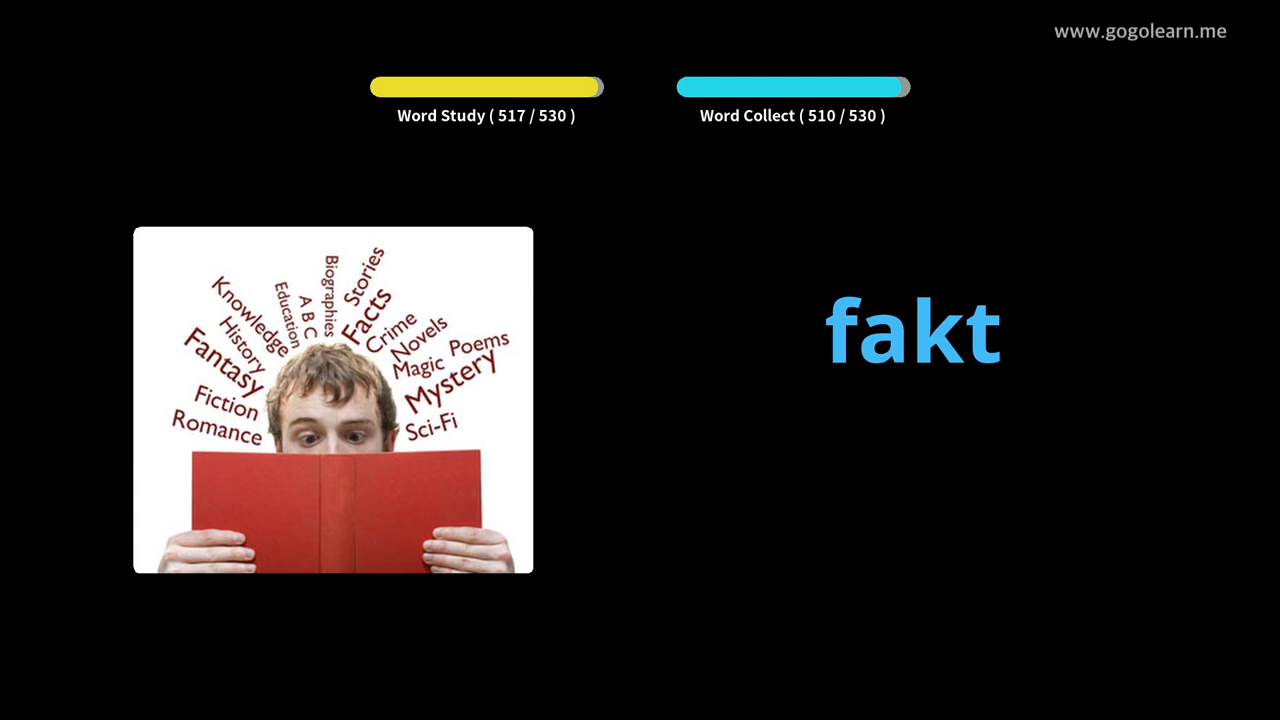 www.gogolearn.me
Word Study ( 517 / 530 )
Word Collect ( 510 / 530 )
Romance
Fiction
Fantasy
History
Knowledge
Education
A B C
Biographies
Stories
Facts
Crime
Novels
Magic
Poems
Mystery
Sci-Fi
fakt